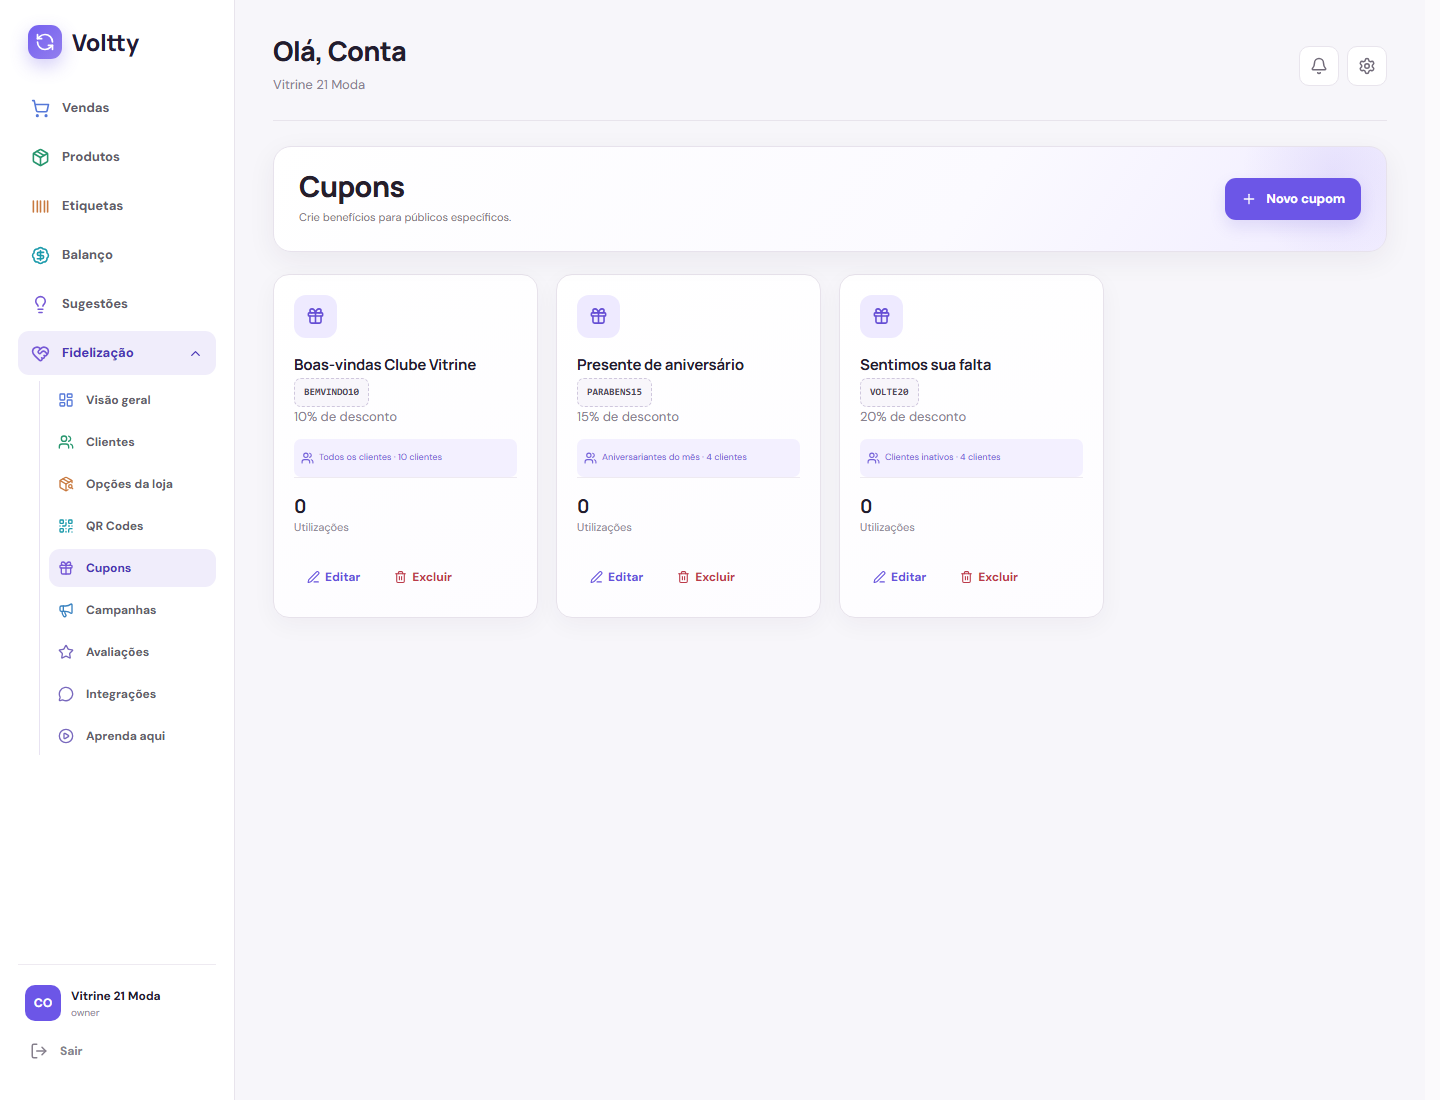 Voltty
Vendas
Produtos
Etiquetas
Balanço
Sugestões
Fidelização
Visão geral
Clientes
Opções da loja
QR Codes
Cupons
Campanhas
Avaliações
Integrações
Aprenda aqui
CO
Vitrine 21 Moda
owner
Sair
Olá, Conta
Vitrine 21 Moda
Cupons
Crie benefícios para públicos específicos.
Novo cupom
Boas-vindas Clube Vitrine
BEMVINDO10
10% de desconto
Todos os clientes · 10 clientes
0
Utilizações
Editar Excluir
Presente de aniversário
PARABENS15
15% de desconto
Aniversariantes do mês · 4 clientes
0
Utilizações
Editar Excluir
Sentimos sua falta
VOLTE20
20% de desconto
Clientes inativos · 4 clientes
0
Utilizações
Editar Excluir